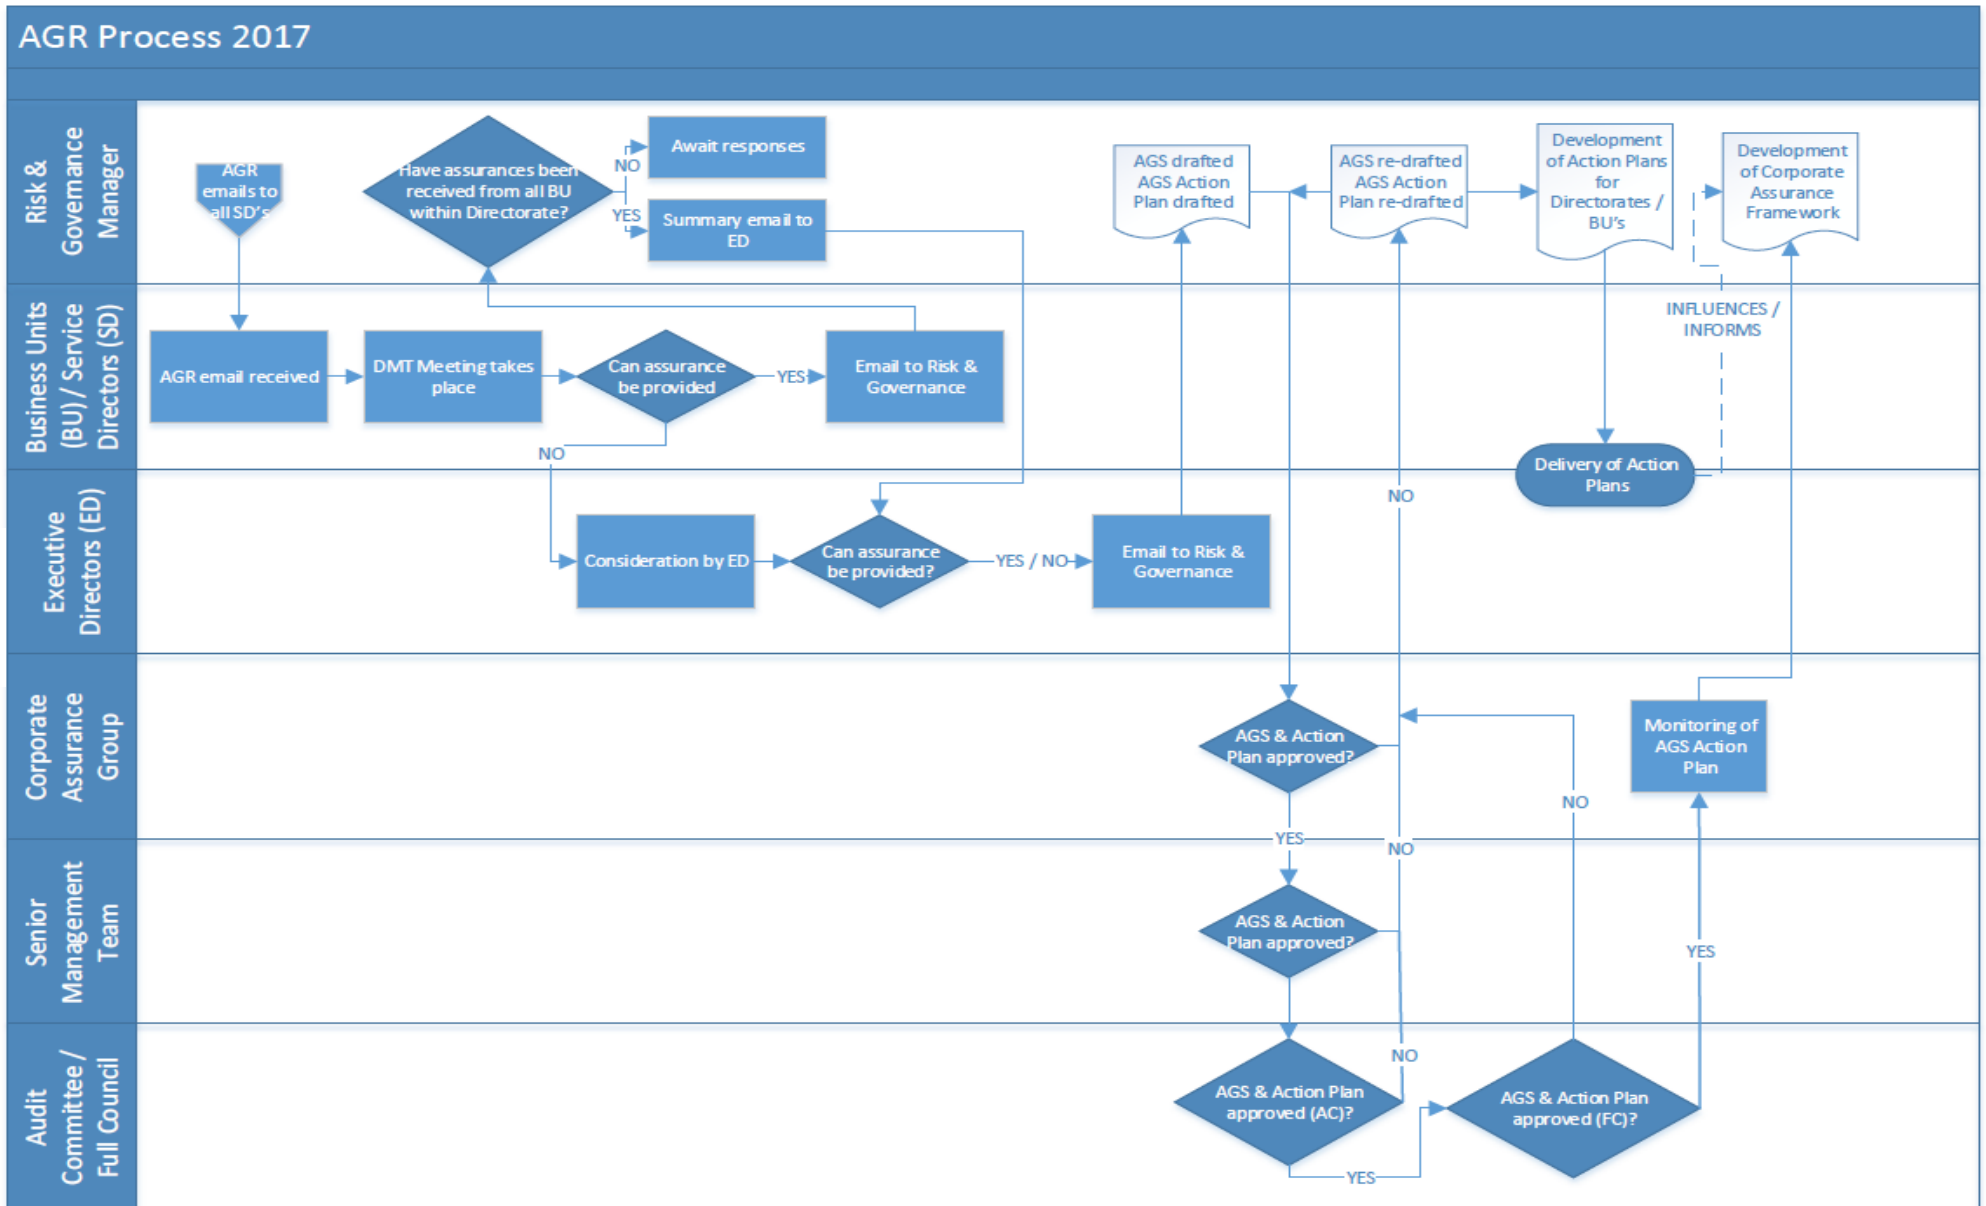 AGR Process 2017
Risk &
Governance
Manager
AGR
emails to
all SD's
Have assurances been
received from all BU
within Directorate?
NO
YES
Await responses
Summary email to
ED
AGS drafted
AGS Action
Plan drafted
AGS re-drafted
AGS Action
Plan re-drafted
Development
of Action Plans
for
Directorates /
BU's
Development
of Corporate
Assurance
Framework
Business Units
(BU) / Service
Directors (SD)
AGR email received
DMT Meeting takes
place
Can assurance
be provided
YES
Email to Risk &
Governance
NO
INFLUENCES /
INFORMS
Delivery of Action
Plans
Executive
Directors (ED)
Consideration by ED
Can assurance
be provided?
YES / NO
Email to Risk &
Governance
NO
Corporate
Assurance
Group
AGS & Action
Plan approved?
Monitoring of
AGS Action
Plan
NO
YES
NO
Senior
Management
Team
AGS & Action
Plan approved?
YES
Audit
Committee /
Full Council
NO
AGS & Action Plan
approved (AC)?
AGS & Action Plan
approved (FC)?
YES